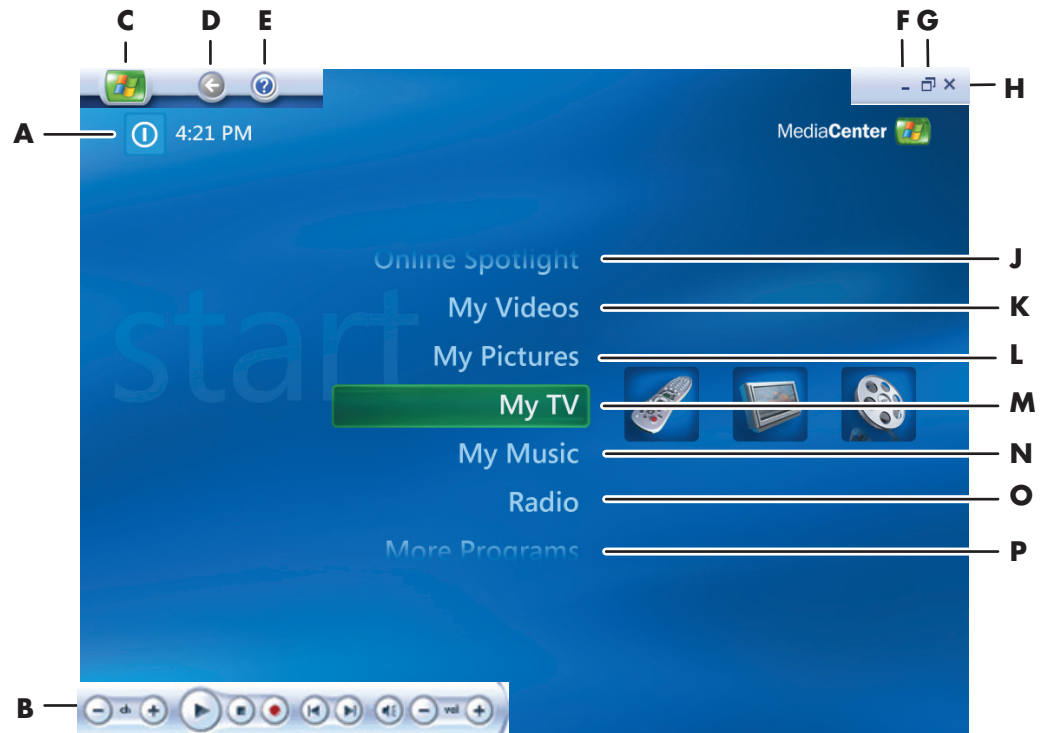 C D E F G
H
A
4:21 PM
MediaCenter
start
Online Spotlight J
My Videos K
My Pictures L
My TV M
My Music N
Radio O
More Programs P
B
ch
vol